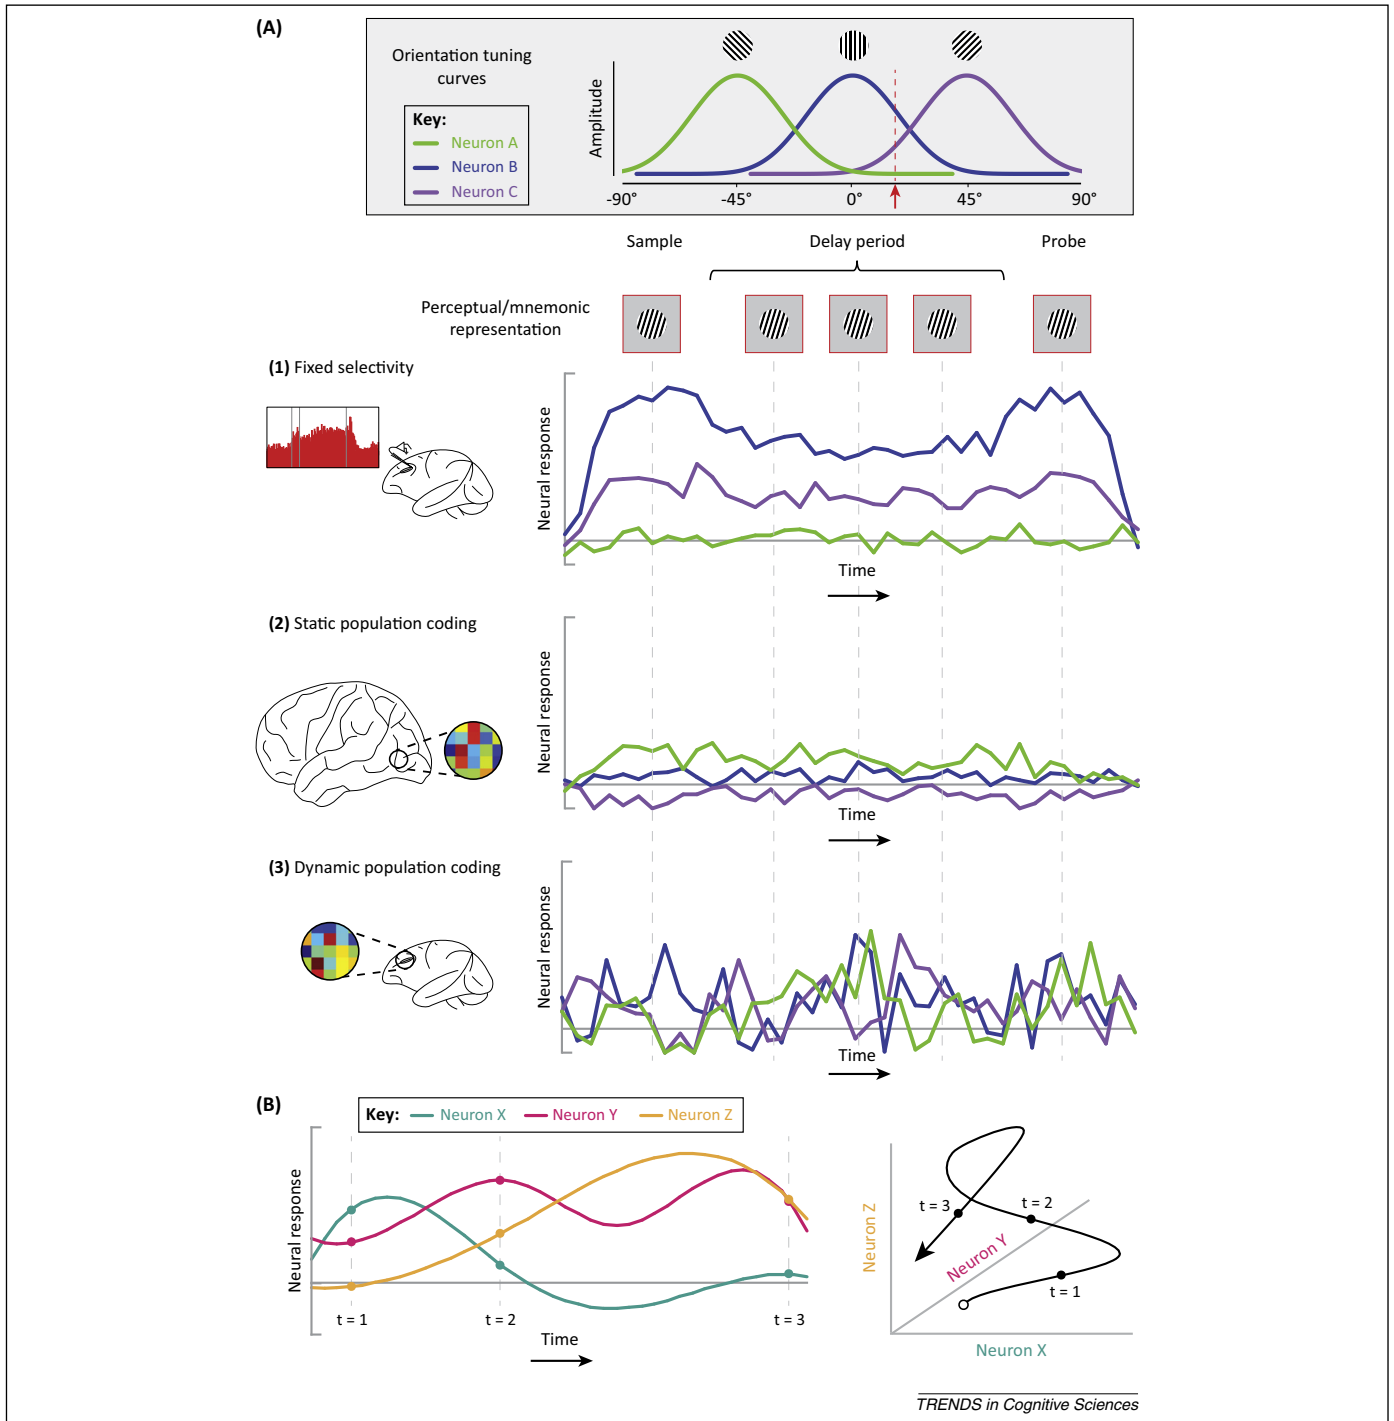 (A)
Orientation tuning
curves
Key:
Neuron A
Neuron B
Neuron C
Amplitude
-90° -45° 0° 45° 90°
Sample Delay period Probe
Perceptual/mnemonic
representation
(1) Fixed selectivity
Neural response
Time
(2) Static population coding
Neural response
Time
(3) Dynamic population coding
Neural response
Time
(B)
Key: Neuron X Neuron Y Neuron Z
Neural response
t = 1 t = 2 t = 3
Time
Neuron Z
Neuron Y
t = 3 t = 2
t = 1
Neuron X
TRENDS in Cognitive Sciences